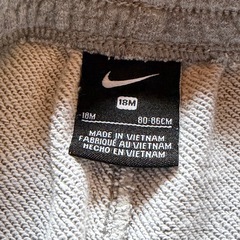 18M
18M 80-86CM
MADE IN VIETNAM
FABRIQUÉ AU VIETNAM
HECHO EN VIETNAM